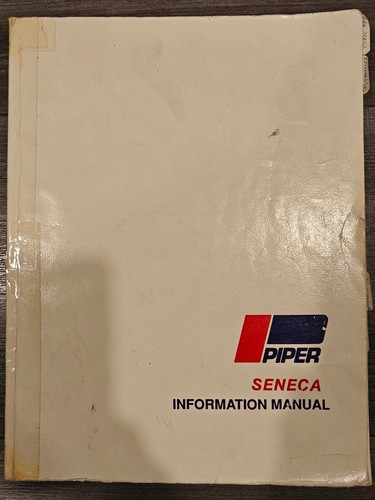 PIPER
SENECA
INFORMATION MANUAL